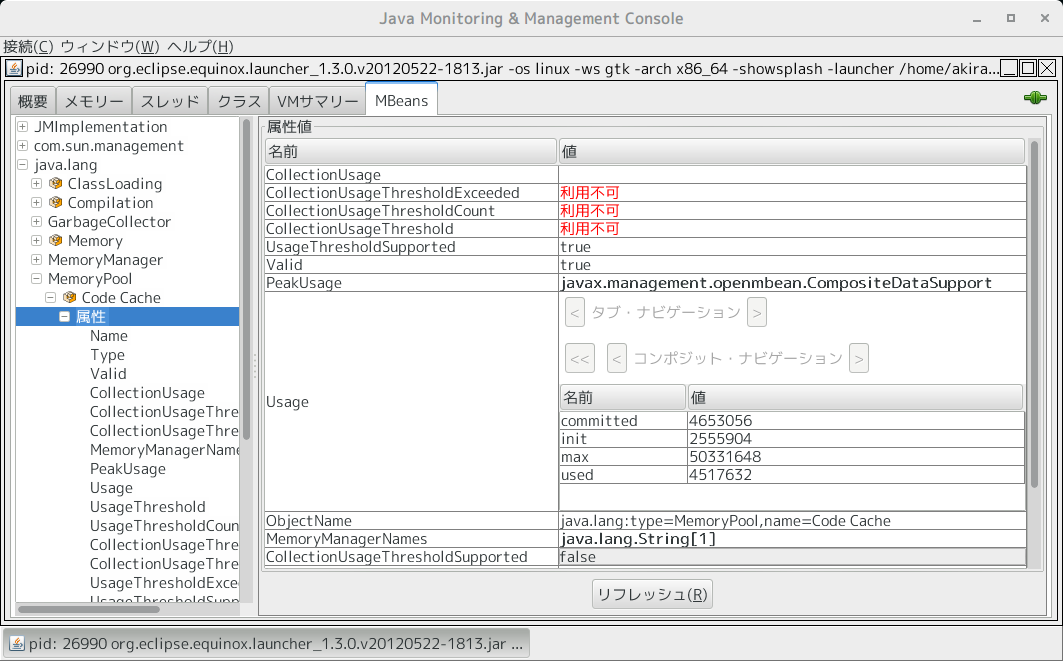 Java Monitoring & Management Console
接続(C) ウィンドウ(W) ヘルプ(H)
pid: 26990 org.eclipse.equinox.launcher_1.3.0.v20120522-1813.jar -os linux -ws gtk -arch x86_64 -showsplash -launcher /home/akira...
概要 メモリー スレッド クラス VMサマリー MBeans
JMImplementation
com.sun.management
java.lang
ClassLoading
Compilation
GarbageCollector
Memory
MemoryManager
MemoryPool
Code Cache
属性
Name
Type
Valid
CollectionUsage
CollectionUsageThre
CollectionUsageThre
MemoryManagerName
PeakUsage
Usage
UsageThreshold
UsageThresholdCoun
CollectionUsageThre
CollectionUsageThre
UsageThresholdExcee
UsageThresholdSupp
属性値
名前 値
CollectionUsage
CollectionUsageThresholdExceeded 利用不可
CollectionUsageThresholdCount 利用不可
CollectionUsageThreshold 利用不可
UsageThresholdSupported true
Valid true
PeakUsage javax.management.openmbean.CompositeDataSupport
< タブ・ナビゲーション >
<< < コンポジット・ナビゲーション >
Usage
名前 値
committed 4653056
init 2555904
max 50331648
used 4517632
ObjectName java.lang:type=MemoryPool,name=Code Cache
MemoryManagerNames java.lang.String[1]
CollectionUsageThresholdSupported false
リフレッシュ(R)
pid: 26990 org.eclipse.equinox.launcher_1.3.0.v20120522-1813.jar ...